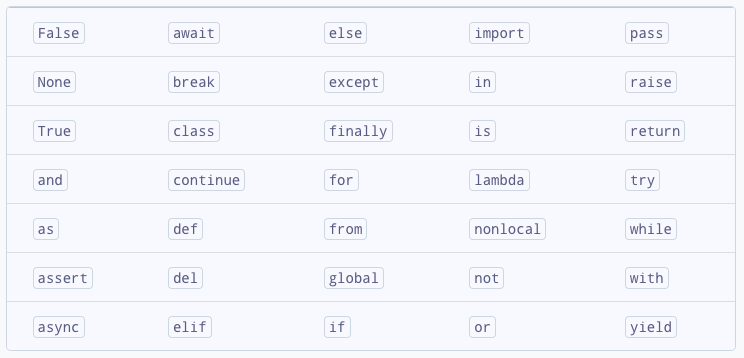 False await else import pass
None break except in raise
True class finally is return
and continue for lambda try
as def from nonlocal while
assert del global not with
async elif if or yield